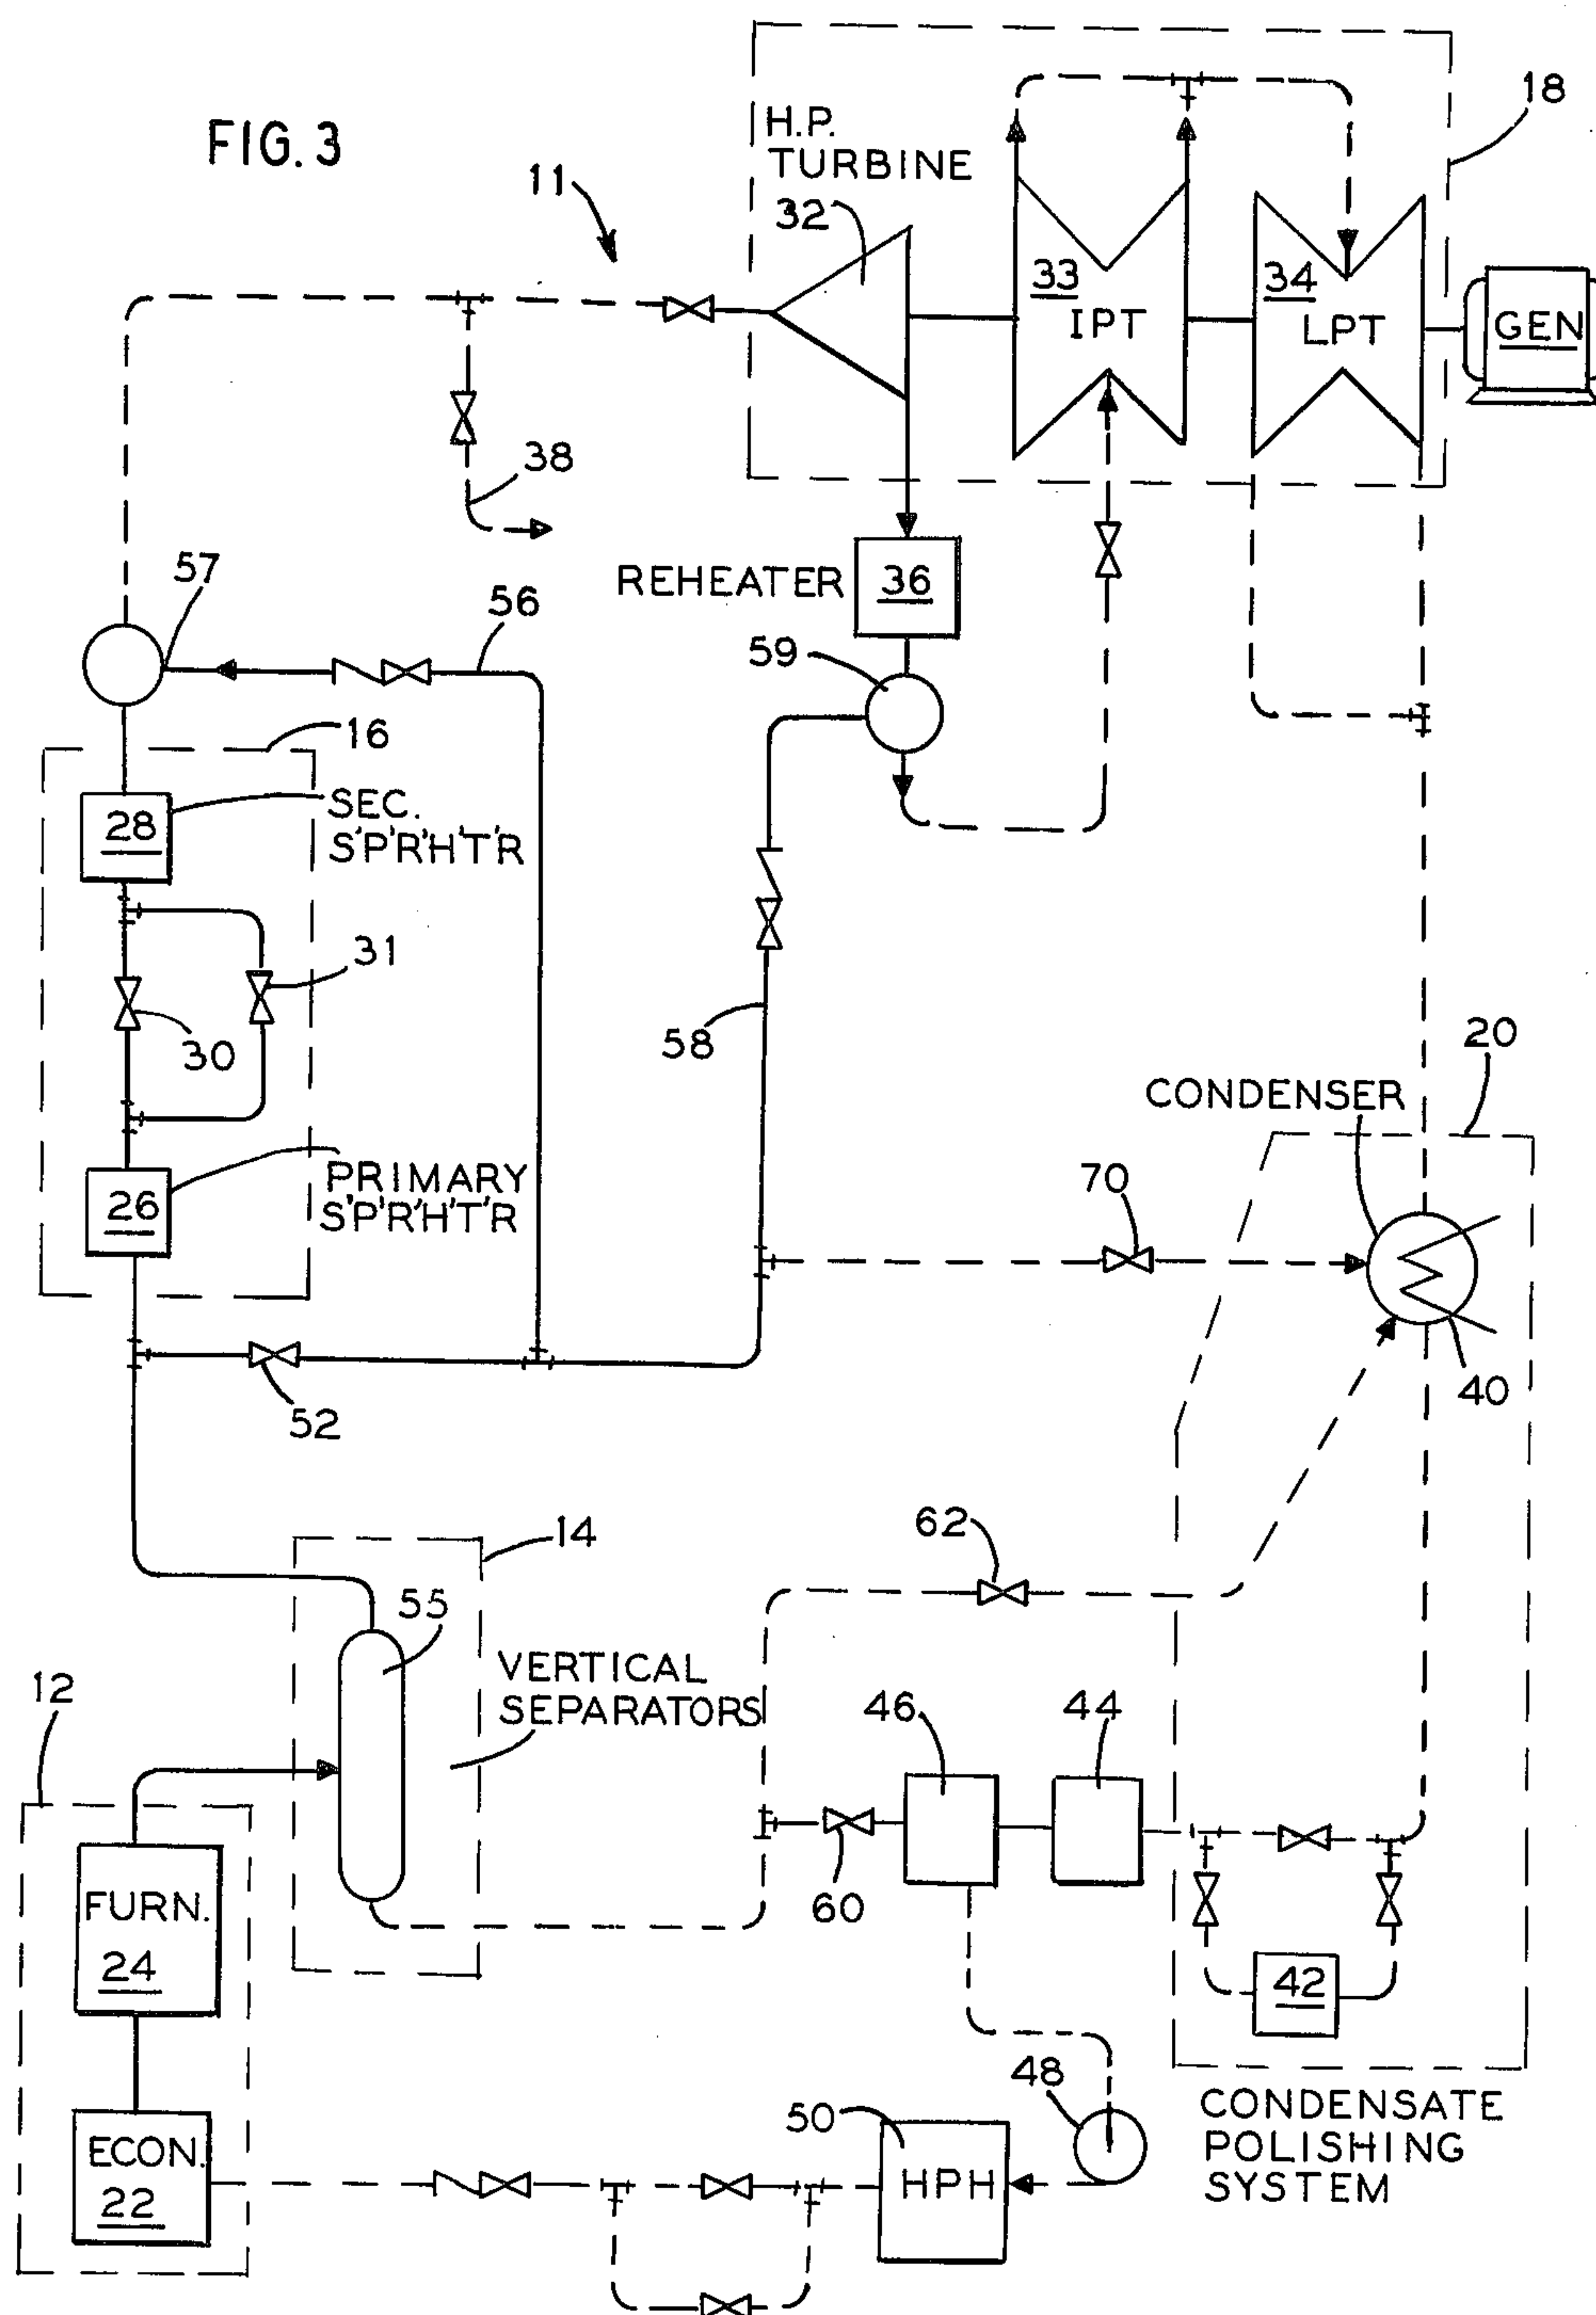 FIG. 3
11
18
H.P.
TURBINE
32
33
IPT
34
LPT
GEN
38
57
56
REHEATER
36
59
16
28
SEC.
S'P'R'H'T'R
31
30
58
20
CONDENSER
26
PRIMARY
S'P'R'H'T'R
70
40
52
62
14
55
VERTICAL
SEPARATORS
12
46
44
FURN.
24
60
42
48
50
HPH
ECON.
22
CONDENSATE
POLISHING
SYSTEM